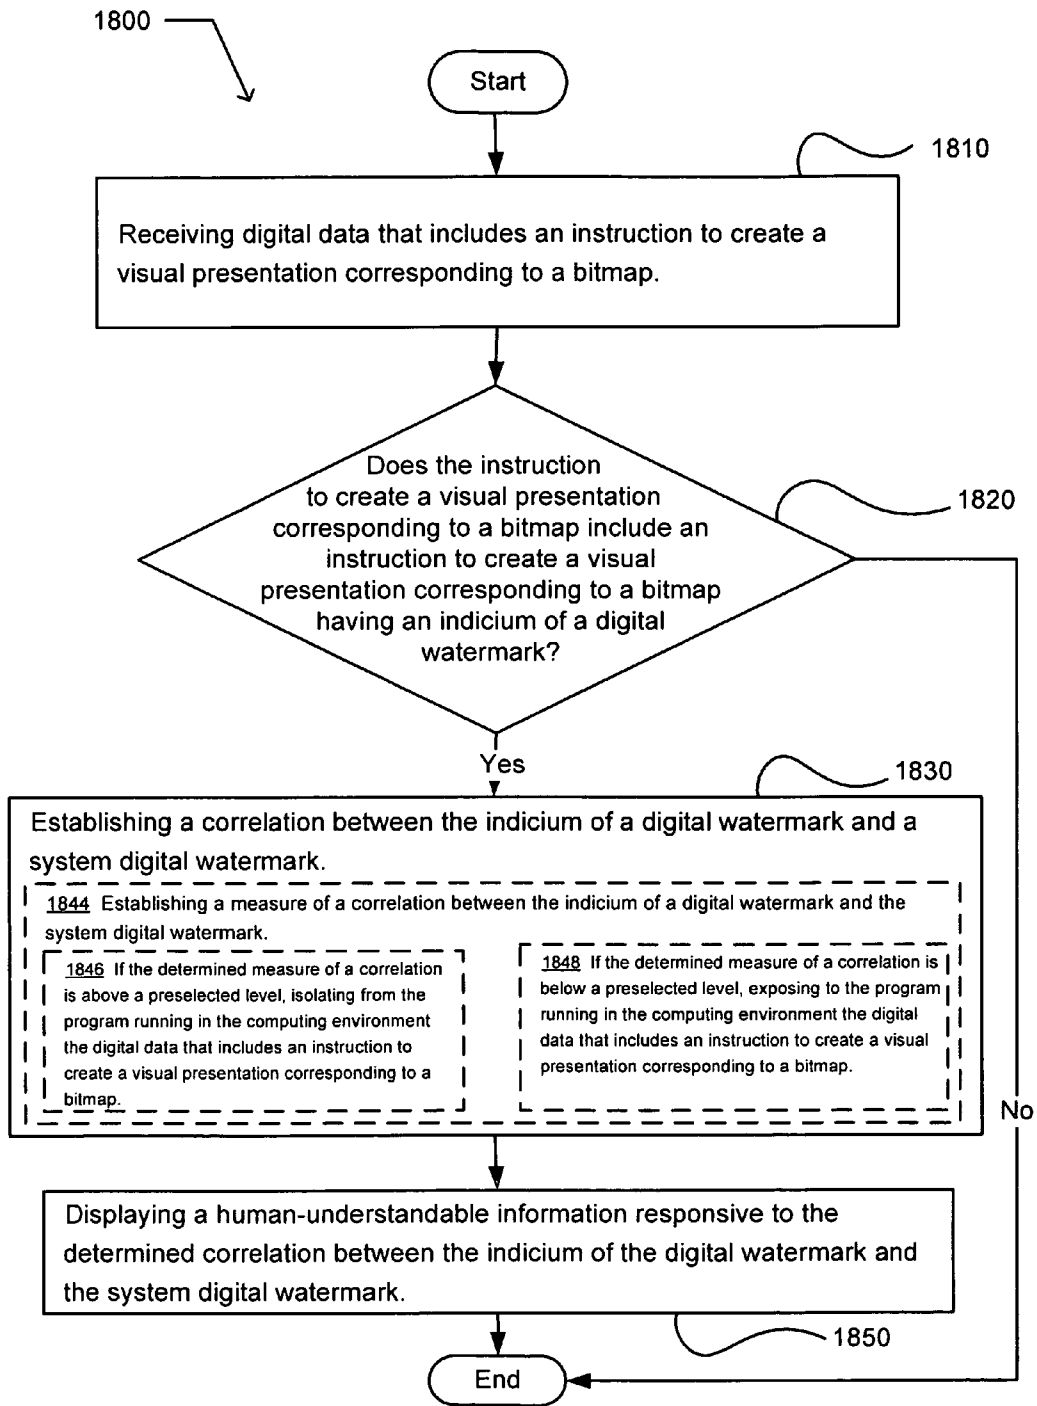 1800
Start
1810
Receiving digital data that includes an instruction to create a
visual presentation corresponding to a bitmap.
Does the instruction
to create a visual presentation
corresponding to a bitmap include an
instruction to create a visual
presentation corresponding to a bitmap
having an indicium of a digital
watermark?
1820
Yes
1830
Establishing a correlation between the indicium of a digital watermark and a
system digital watermark.
1844 Establishing a measure of a correlation between the indicium of a digital watermark and the
system digital watermark.
1846 If the determined measure of a correlation
is above a preselected level, isolating from the
program running in the computing environment
the digital data that includes an instruction to
create a visual presentation corresponding to a
bitmap.
1848 If the determined measure of a correlation is
below a preselected level, exposing to the program
running in the computing environment the digital
data that includes an instruction to create a visual
presentation corresponding to a bitmap.
No
Displaying a human-understandable information responsive to the
determined correlation between the indicium of the digital watermark and
the system digital watermark.
1850
End